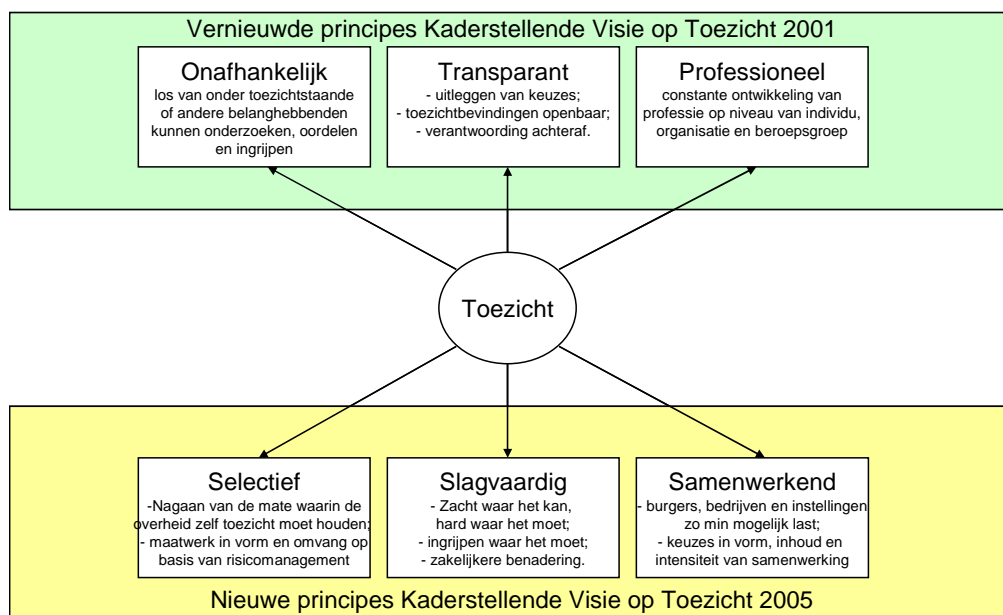 Vernieuwde principes Kaderstellende Visie op Toezicht 2001
Onafhankelijk
los van onder toezichtstaande
of andere belanghebbenden
kunnen onderzoeken, oordelen
en ingrijpen
Transparant
- uitleggen van keuzes;
- toezichtbevindingen openbaar;
- verantwoording achteraf.
Professioneel
constante ontwikkeling van
professie op niveau van individu,
organisatie en beroepsgroep
Toezicht
Selectief
-Nagaan van de mate waarin de
overheid zelf toezicht moet houden;
- maatwerk in vorm en omvang op
basis van risicomanagement
Slagvaardig
- Zacht waar het kan,
hard waar het moet;
- ingrijpen waar het moet;
- zakelijkere benadering.
Samenwerkend
- burgers, bedrijven en instellingen
zo min mogelijk last;
- keuzes in vorm, inhoud en
intensiteit van samenwerking
Nieuwe principes Kaderstellende Visie op Toezicht 2005